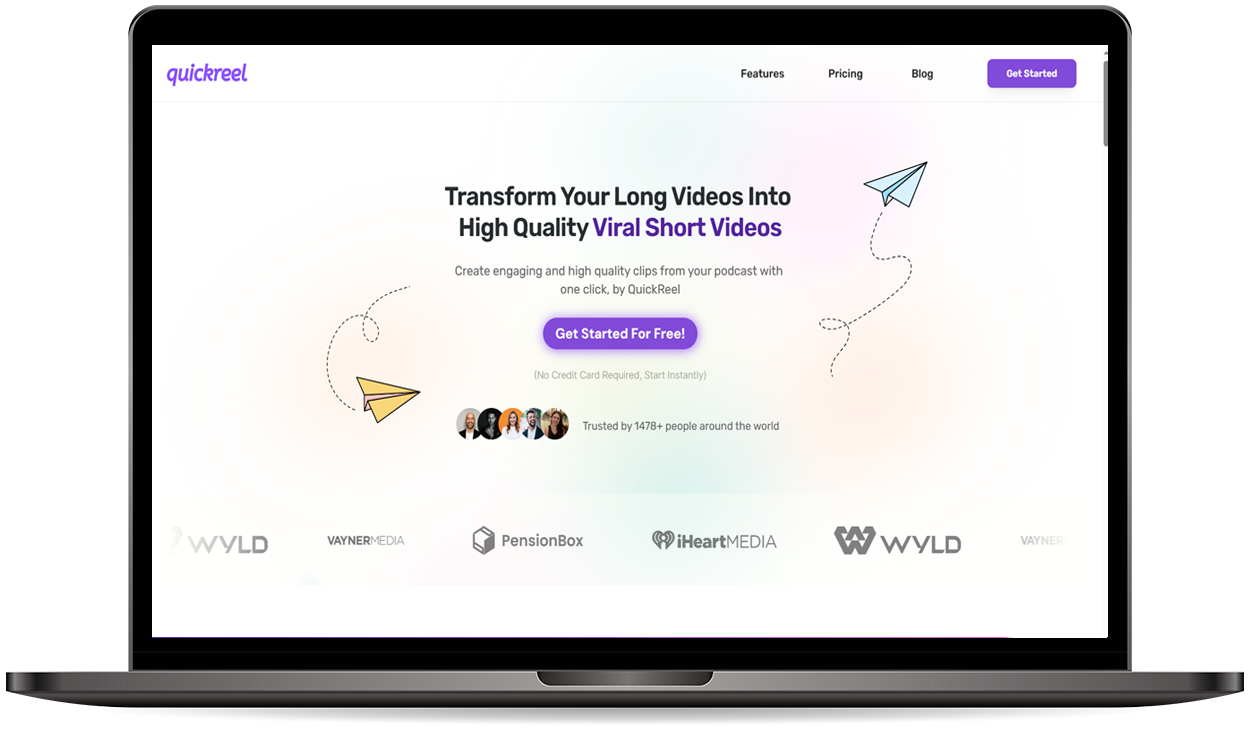 quickreel
Features Pricing Blog Get Started
Transform Your Long Videos Into
High Quality Viral Short Videos
Create engaging and high quality clips from your podcast with
one click, by QuickReel
Get Started For Free!
(No Credit Card Required, Start Instantly)
Trusted by 1478+ people around the world
WYLD VAYNERMEDIA PensionBox iHeartMEDIA WYLD VAYNER